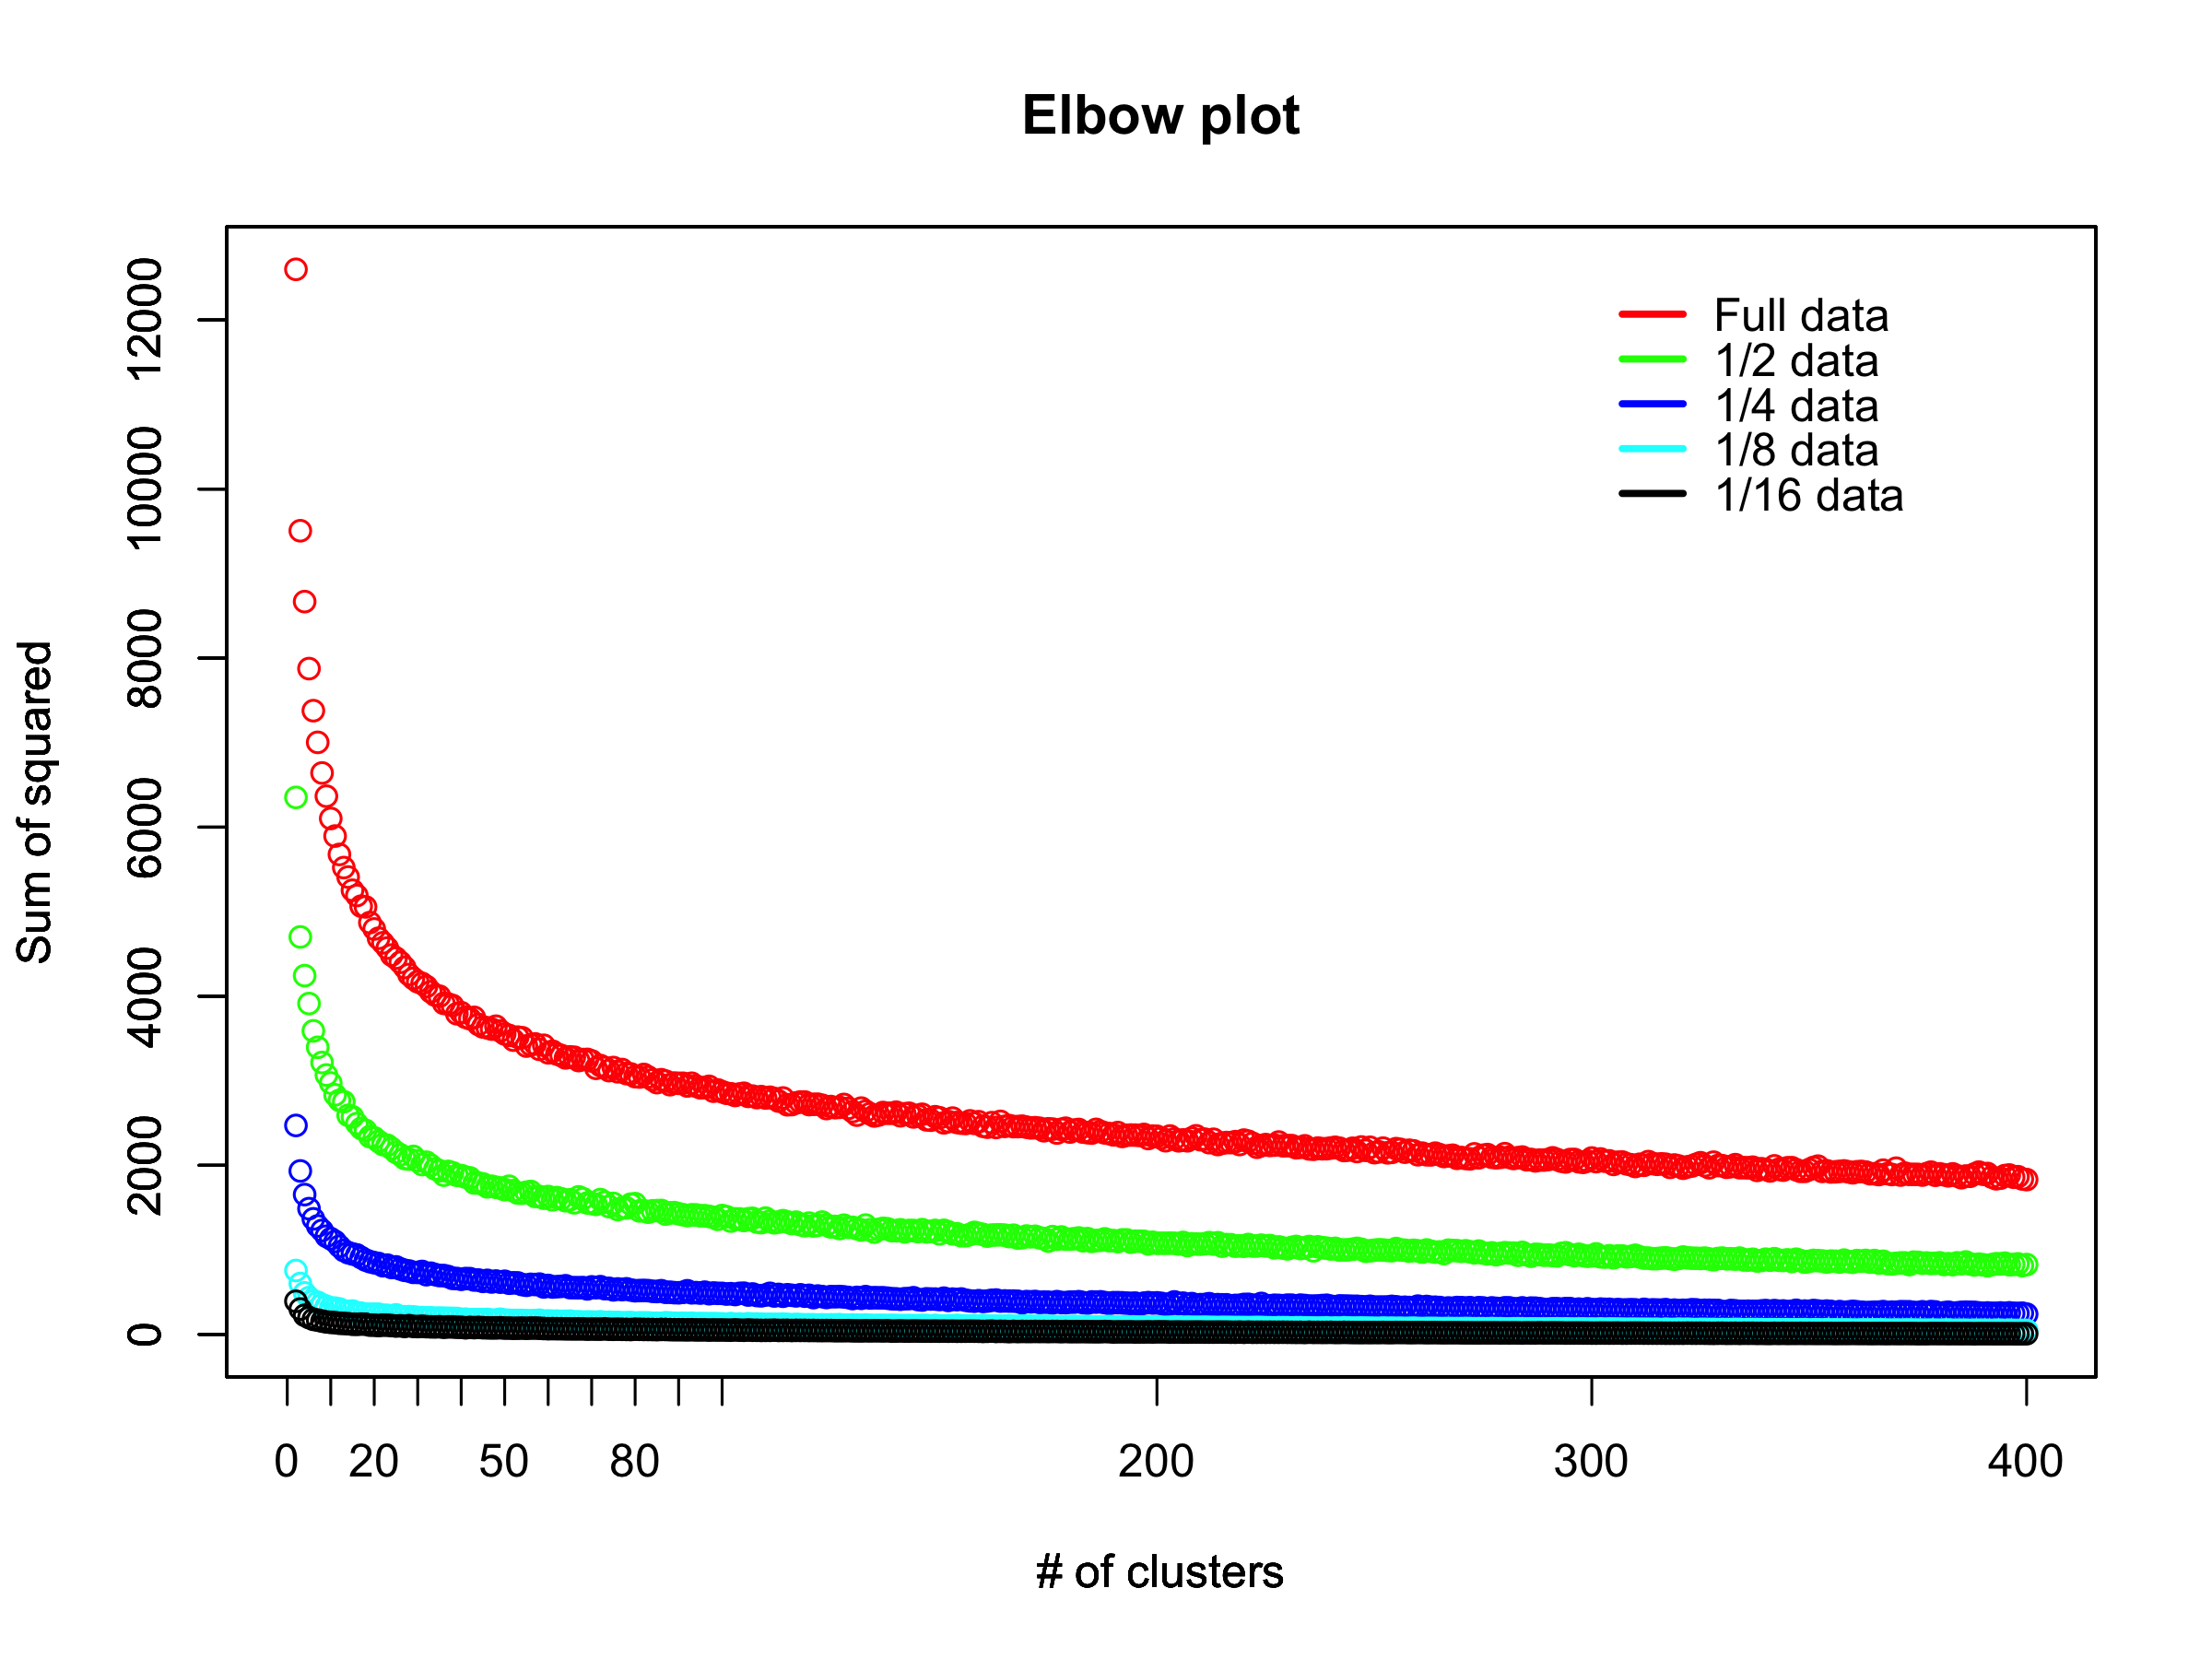 Elbow plot
Sum of squared
12000
10000
8000
6000
4000
2000
0
Full data
1/2 data
1/4 data
1/8 data
1/16 data
0 20 50 80 200 300 400
# of clusters